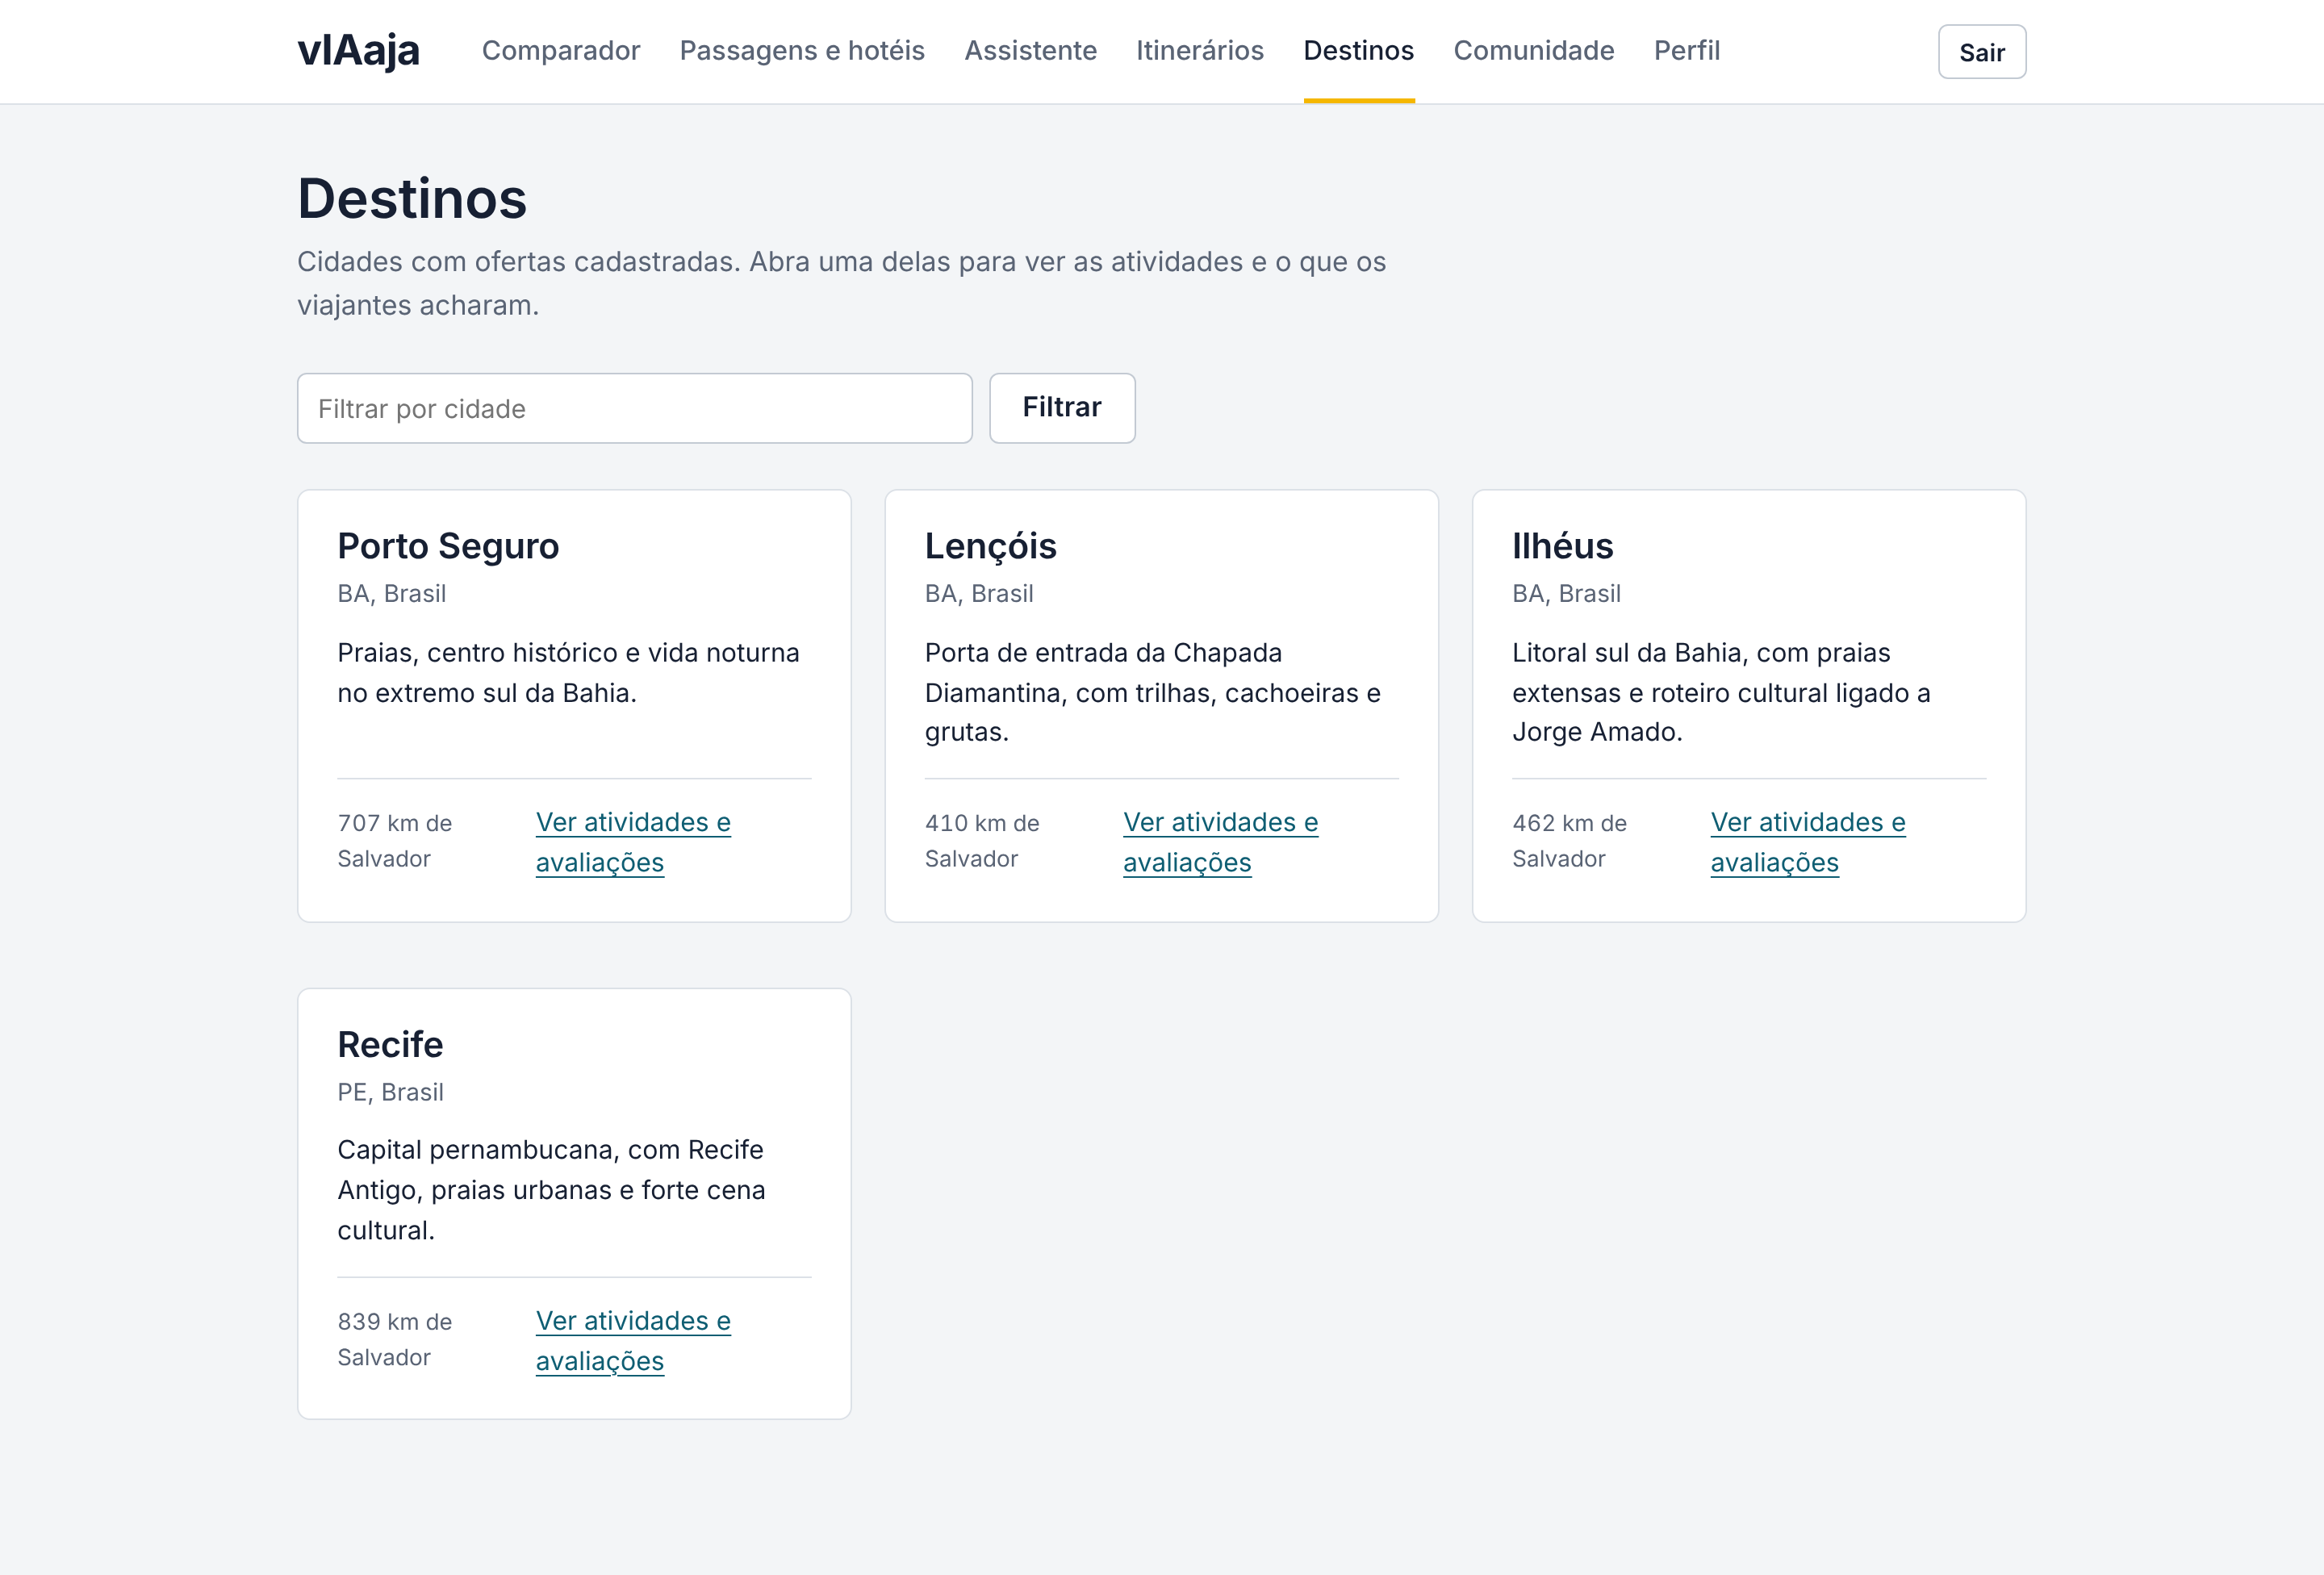 vIAaja
Comparador
Passagens e hotéis
Assistente
Itinerários
Destinos
Comunidade
Perfil
Sair
Destinos
Cidades com ofertas cadastradas. Abra uma delas para ver as atividades e o que os
viajantes acharam.
Filtrar por cidade
Filtrar
Porto Seguro
BA, Brasil
Praias, centro histórico e vida noturna
no extremo sul da Bahia.
707 km de
Salvador
Ver atividades e
avaliações
Lençóis
BA, Brasil
Porta de entrada da Chapada
Diamantina, com trilhas, cachoeiras e
grutas.
410 km de
Salvador
Ver atividades e
avaliações
Ilhéus
BA, Brasil
Litoral sul da Bahia, com praias
extensas e roteiro cultural ligado a
Jorge Amado.
462 km de
Salvador
Ver atividades e
avaliações
Recife
PE, Brasil
Capital pernambucana, com Recife
Antigo, praias urbanas e forte cena
cultural.
839 km de
Salvador
Ver atividades e
avaliações